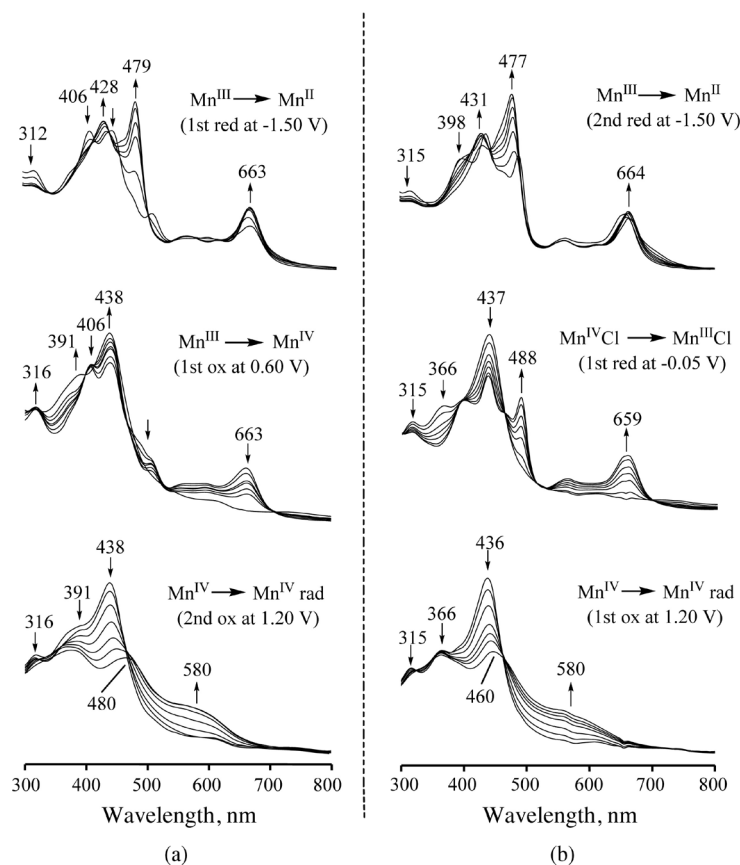 479
406 428
Mn^III → Mn^II
(1st red at -1.50 V)
312
663
438
406
391
Mn^III → Mn^IV
(1st ox at 0.60 V)
316
663
438
391
Mn^IV → Mn^IV rad
(2nd ox at 1.20 V)
316
580
480
300 400 500 600 700 800
Wavelength, nm
(a)
477
431
398
Mn^III → Mn^II
(2nd red at -1.50 V)
315
664
437
Mn^IVCl → Mn^IIICl
(1st red at -0.05 V)
366
488
315
659
436
Mn^IV → Mn^IV rad
(1st ox at 1.20 V)
366
315
580
460
300 400 500 600 700 800
Wavelength, nm
(b)